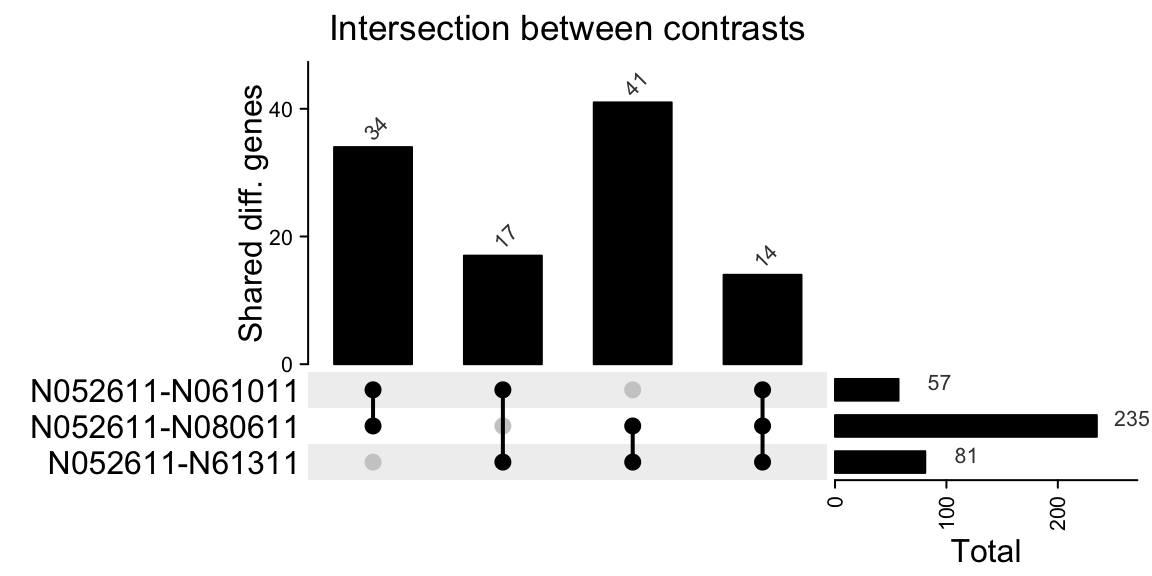 Intersection between contrasts
Shared diff. genes
40
20
0
34
17
41
14
N052611-N061011
N052611-N080611
N052611-N61311
57
235
81
0
100
200
Total